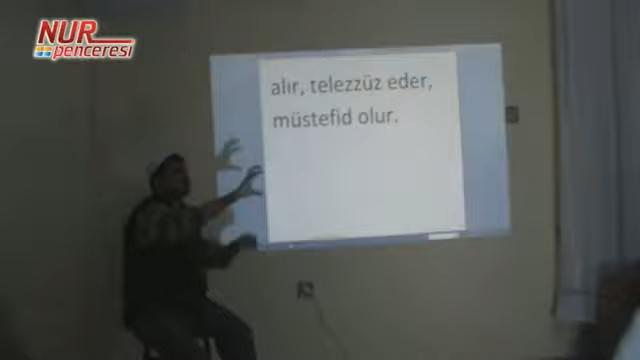 NUR
penceresi
alır, telezzüz eder,
müstefid olur.